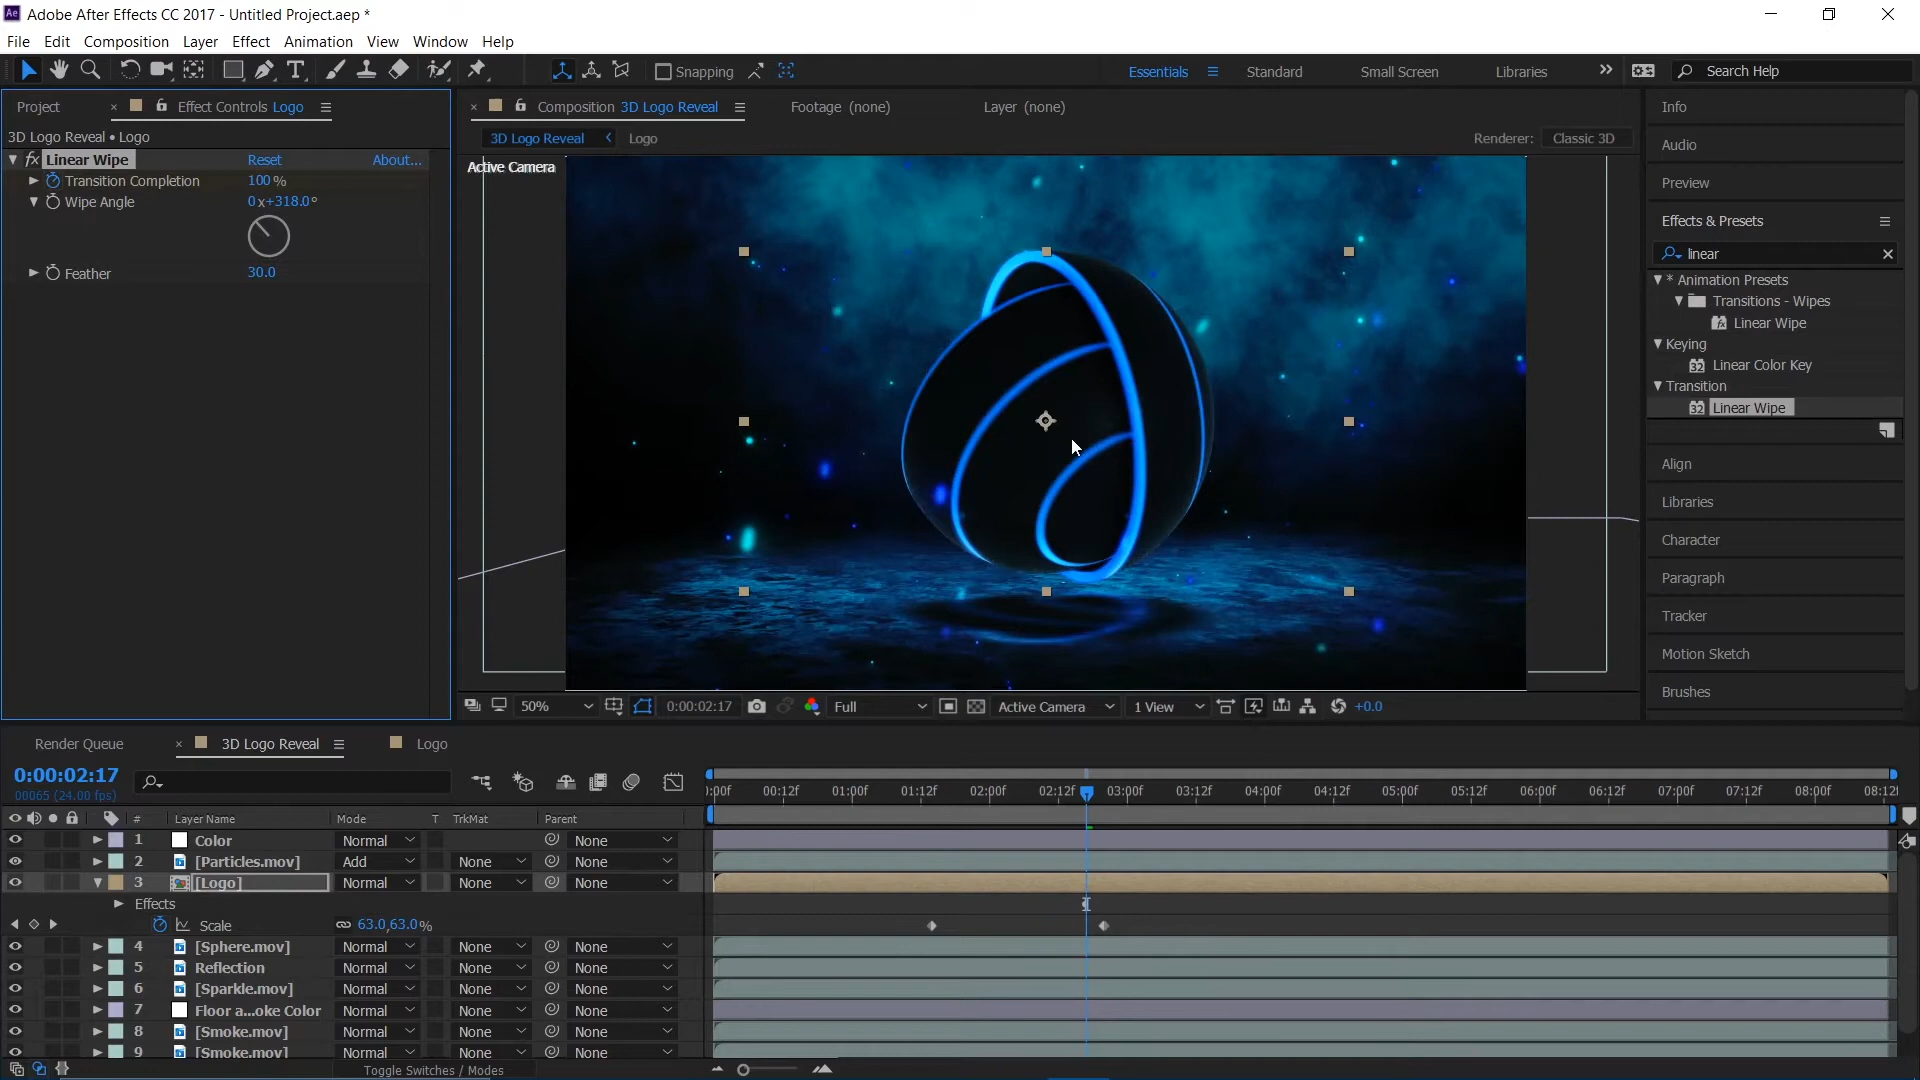 Adobe After Effects CC 2017 - Untitled Project.aep *
File Edit Composition Layer Effect Animation View Window Help
Snapping Essentials Standard Small Screen Libraries Search Help
Project Effect Controls Logo
3D Logo Reveal • Logo
fx Linear Wipe Reset About...
Transition Completion 100 %
Wipe Angle 0 x+318.0°
Feather 30.0
Composition 3D Logo Reveal Footage (none) Layer (none)
3D Logo Reveal Logo Renderer: Classic 3D
Active Camera
50% 0:00:02:17 Full Active Camera 1 View +0.0
Info
Audio
Preview
Effects & Presets
linear
* Animation Presets
Transitions - Wipes
Linear Wipe
Keying
32 Linear Color Key
Transition
32 Linear Wipe
Align
Libraries
Character
Paragraph
Tracker
Motion Sketch
Brushes
Render Queue 3D Logo Reveal Logo
0:00:02:17
00065 (24.00 fps)
):00f 00:12f 01:00f 01:12f 02:00f 02:12f 03:00f 03:12f 04:00f 04:12f 05:00f 05:12f 06:00f 06:12f 07:00f 07:12f 08:00f 08:12f
# Layer Name Mode T TrkMat Parent
1 Color Normal None
2 [Particles.mov] Add None None
3 [Logo] Normal None None
Effects
Scale 63.0,63.0%
4 [Sphere.mov] Normal None None
5 Reflection Normal None None
6 [Sparkle.mov] Normal None None
7 Floor a...oke Color Normal None None
8 [Smoke.mov] Normal None None
9 [Smoke.mov] Normal None None
Toggle Switches / Modes